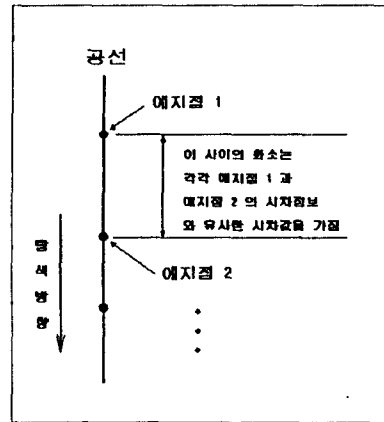 공선
에지점 1
이 사이의 화소는
각각 에지점 1 과
에지점 2 의 시차정보
와 유사한 시차값을 가짐
탐색방향
에지점 2